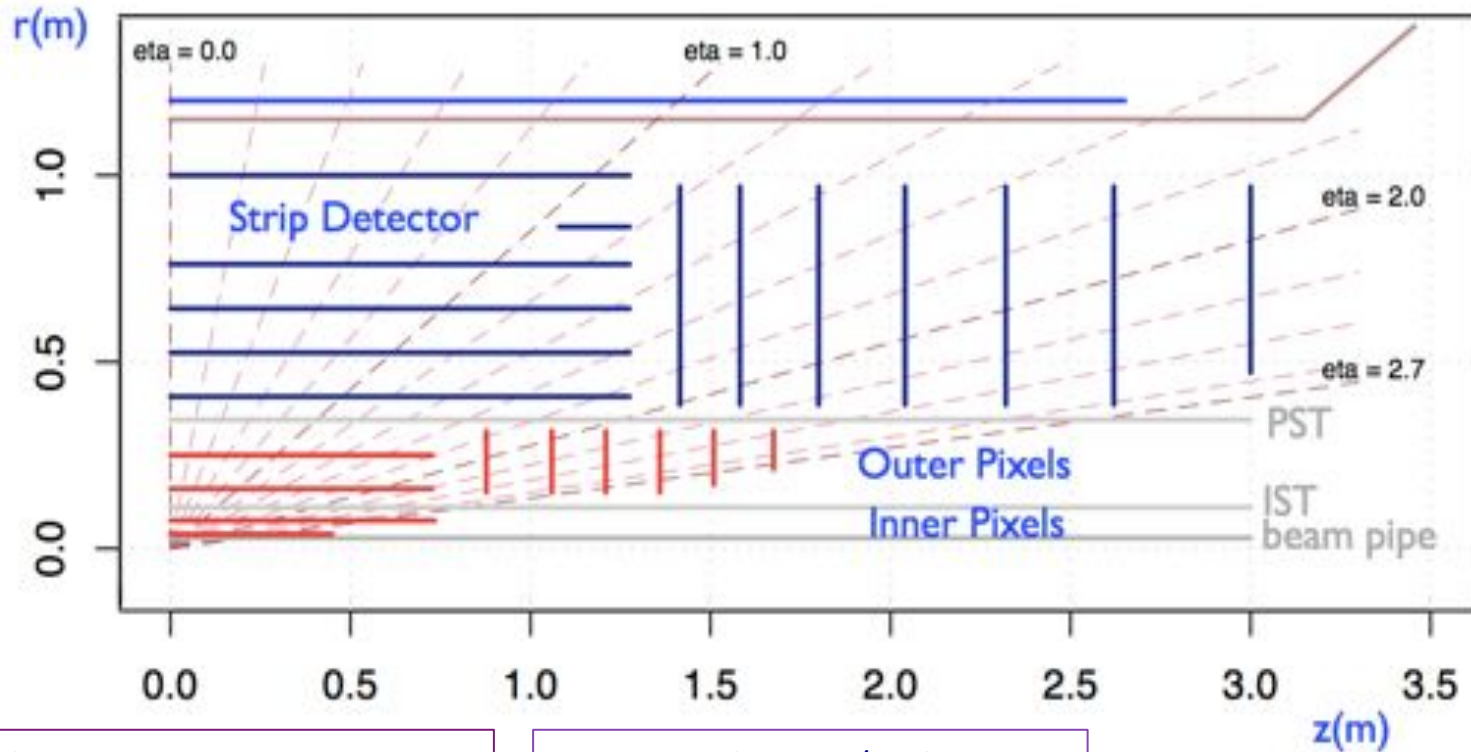 r(m)
eta = 0.0
eta = 1.0
1.0
Strip Detector
eta = 2.0
0.5
eta = 2.7
PST
Outer Pixels
IST
Inner Pixels
beam pipe
0.0
0.0 0.5 1.0 1.5 2.0 2.5 3.0 3.5
z(m)